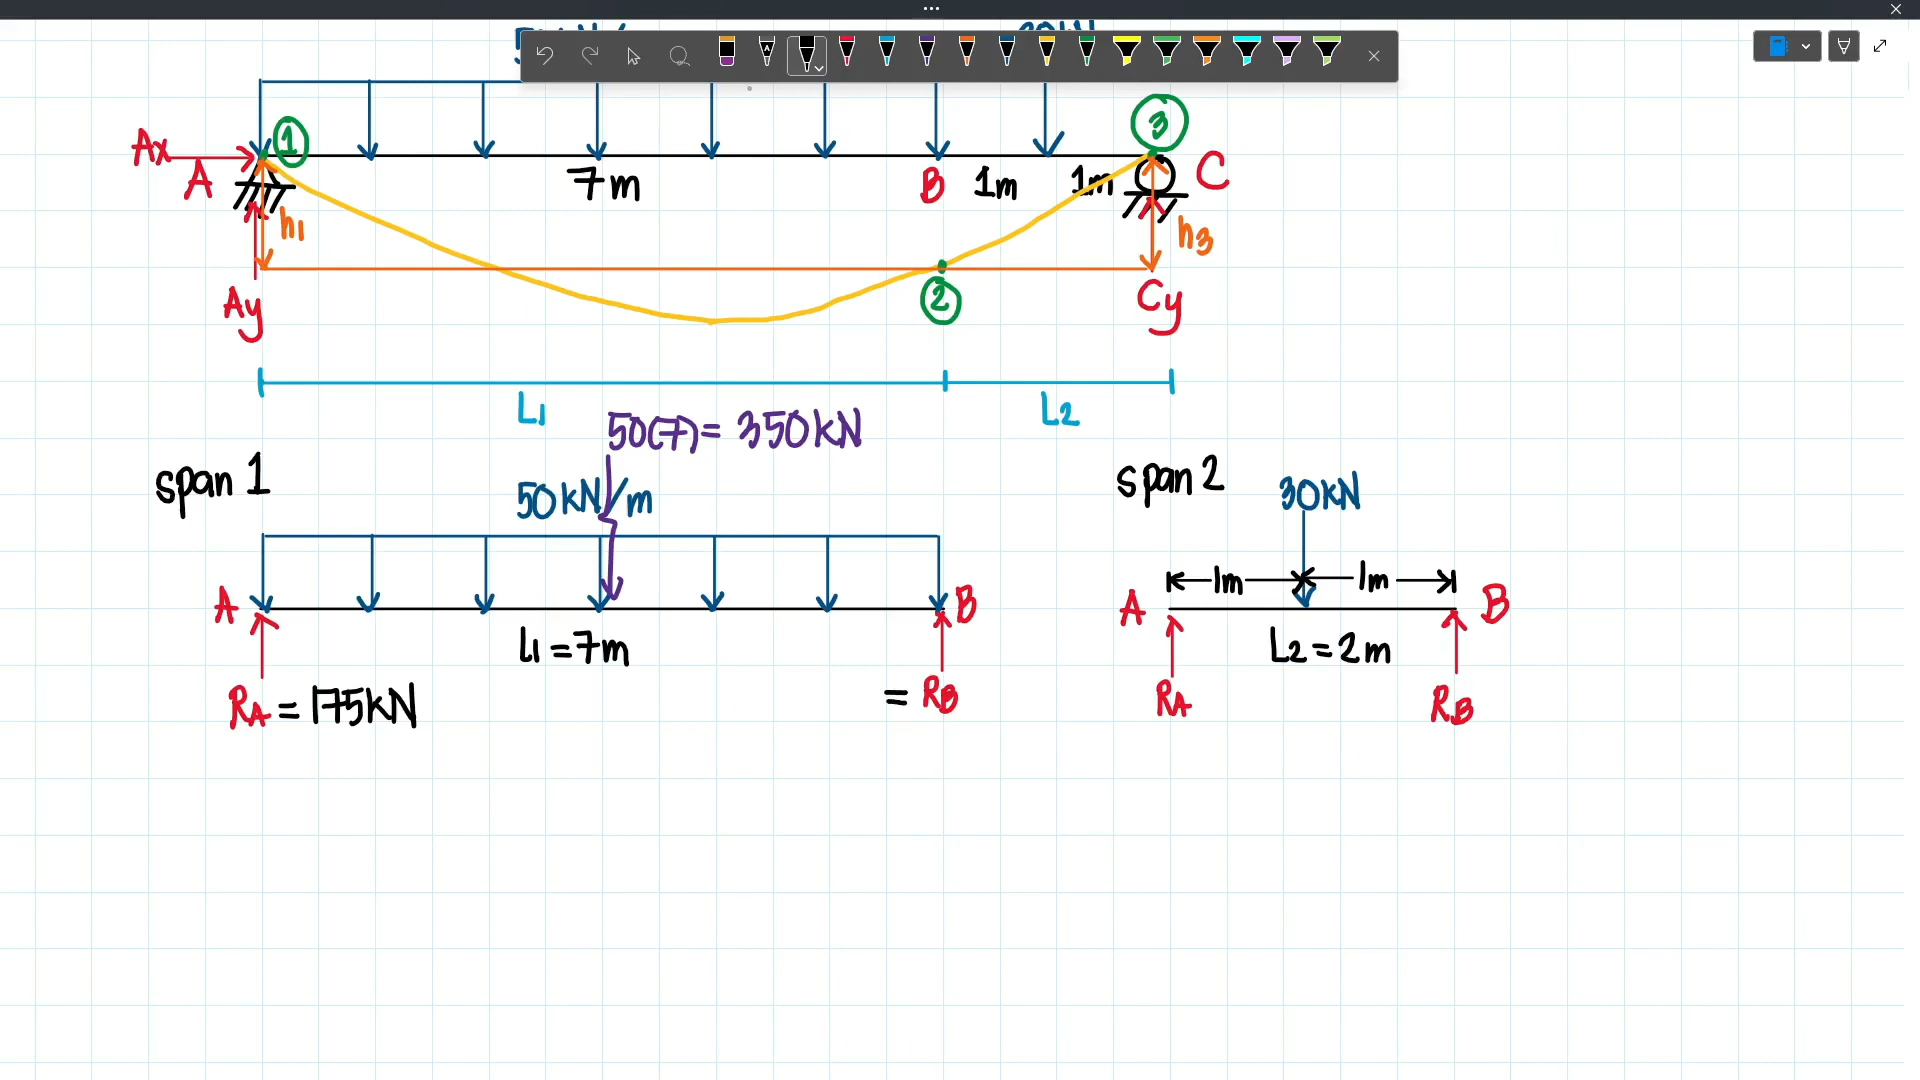 Ax
A
1
7m
B
1m
1m
3
C
h1
h3
Ay
2
Cy
L1
L2
50(7) = 350kN
span 1
50kN/m
A
B
L1 = 7m
RA = 175kN
= RB
span 2
30kN
1m
1m
A
B
L2 = 2m
RA
RB